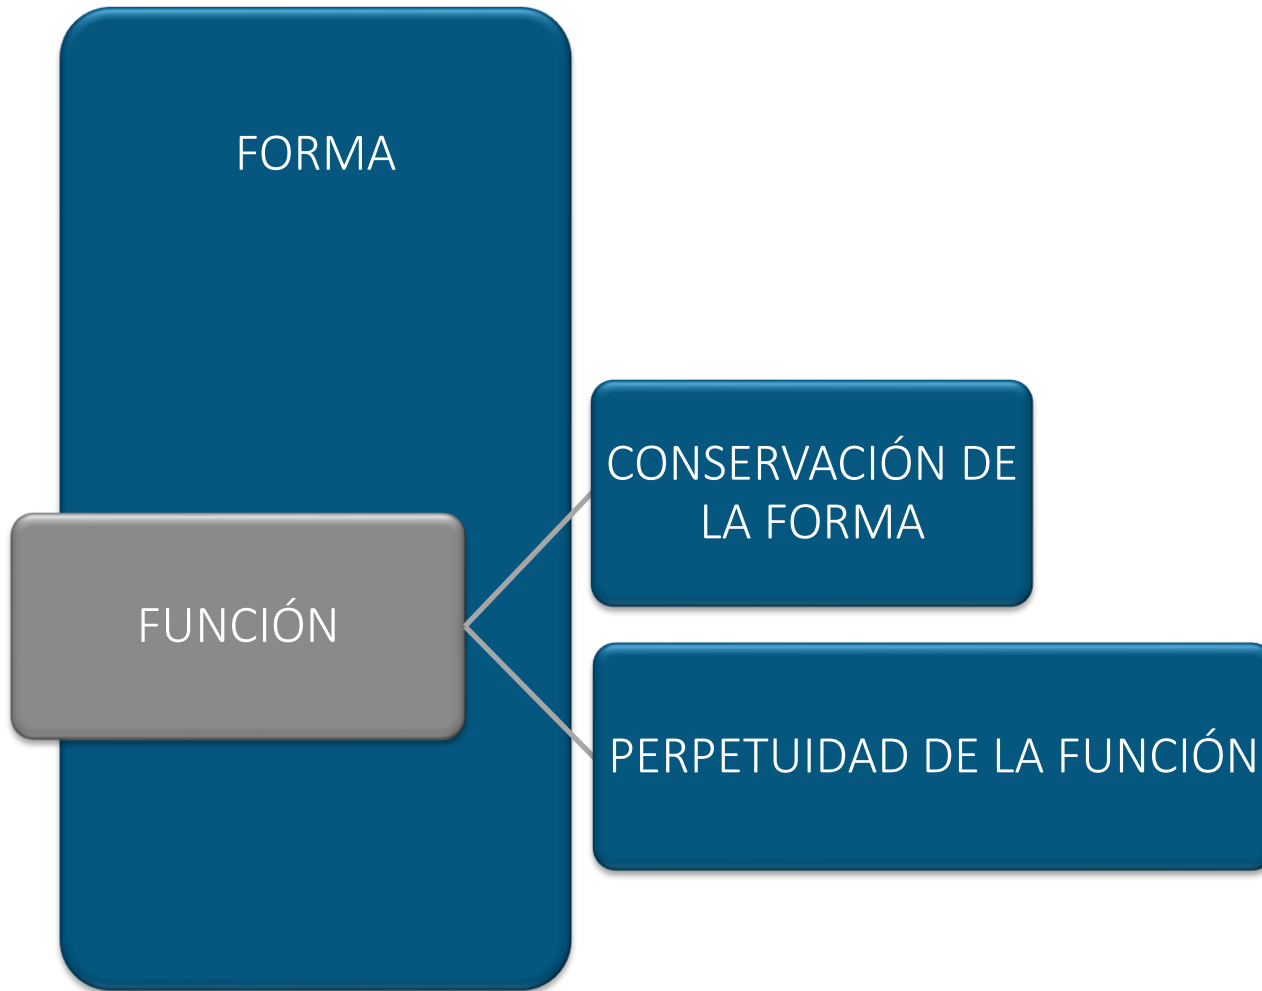 FORMA
CONSERVACIÓN DE
LA FORMA
FUNCIÓN
PERPETUIDAD DE LA FUNCIÓN